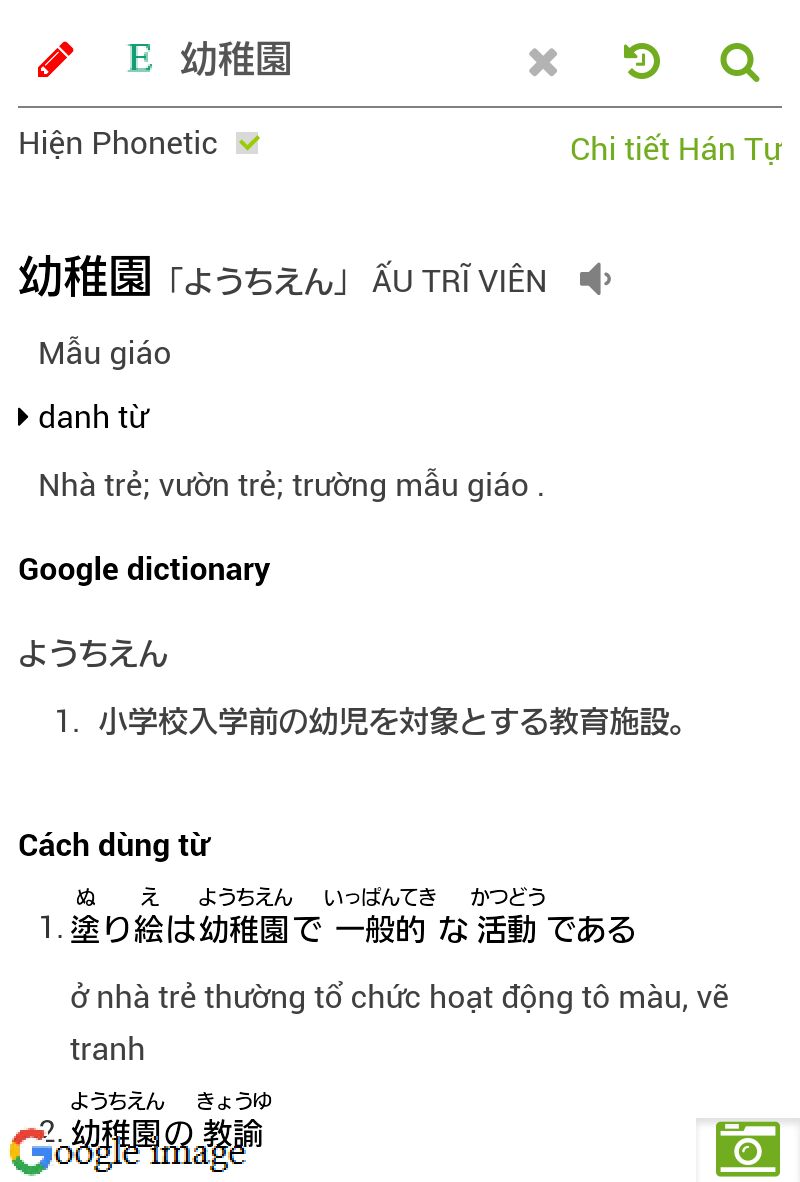 E 幼稚園
Hiện Phonetic
Chi tiết Hán Tự
幼稚園「ようちえん」 ẤU TRĨ VIÊN
Mẫu giáo
danh từ
Nhà trẻ; vườn trẻ; trường mẫu giáo .
Google dictionary
ようちえん
1. 小学校入学前の幼児を対象とする教育施設。
Cách dùng từ
ぬ え ようちえん いっぱんてき かつどう
1. 塗り絵は幼稚園で 一般的 な 活動 である
ở nhà trẻ thường tổ chức hoạt động tô màu, vẽ
tranh
ようちえん きょうゆ
2. 幼稚園の 教諭
Google image